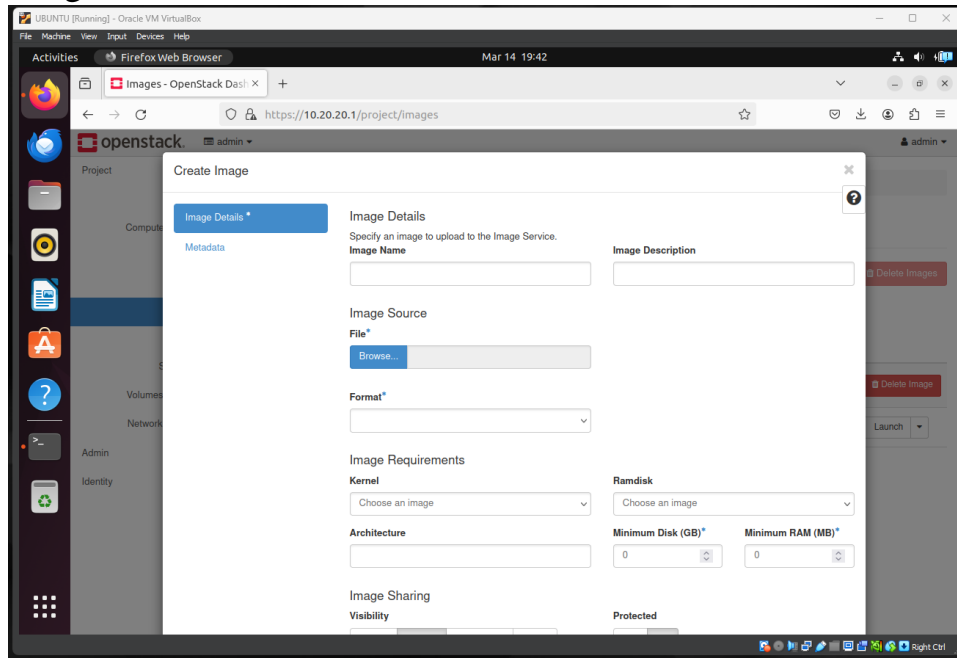 UBUNTU [Running] - Oracle VM VirtualBox
File Machine View Input Devices Help
Activities Firefox Web Browser Mar 14 19:42
Images - OpenStack Dash × +
https://10.20.20.1/project/images
openstack. admin admin
Project
Create Image
Image Details *
Image Details
Compute
Specify an image to upload to the Image Service.
Metadata
Image Name Image Description
Delete Images
Image Source
File*
Browse...
S
Delete Image
Volumes
Format*
Network
Launch
Admin
Image Requirements
Identity
Kernel Ramdisk
Choose an image Choose an image
Architecture Minimum Disk (GB)* Minimum RAM (MB)*
0 0
Image Sharing
Visibility Protected
Right Ctrl